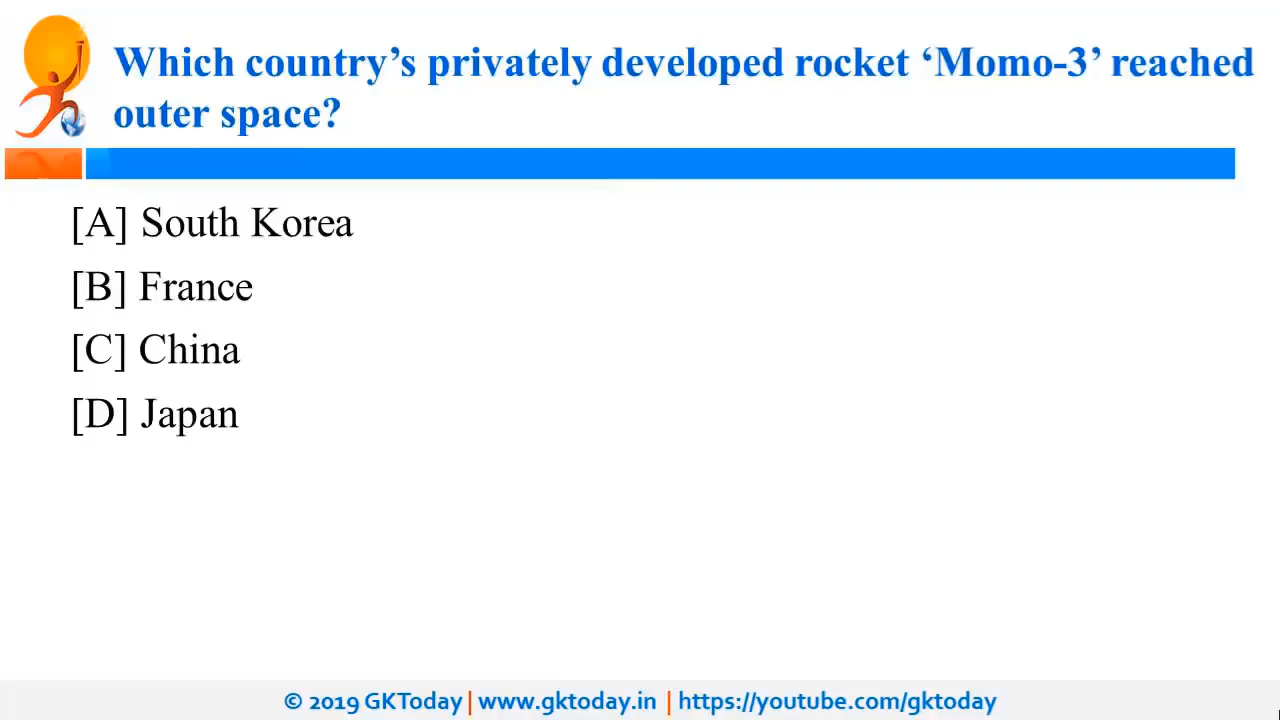 Which country’s privately developed rocket ‘Momo-3’ reached
outer space?
[A] South Korea
[B] France
[C] China
[D] Japan
© 2019 GKToday | www.gktoday.in | https://youtube.com/gktoday